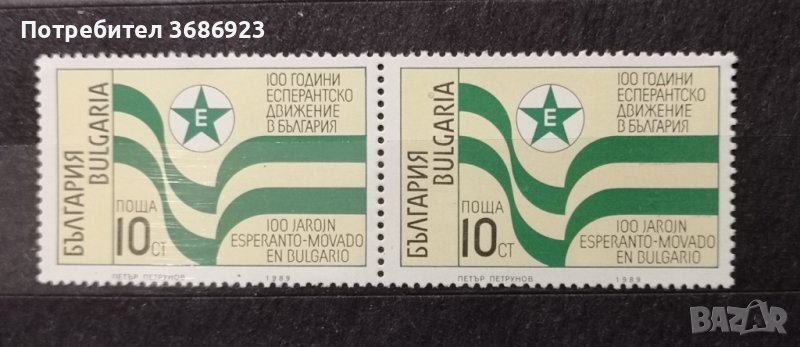 Потребител 3686923
БЪЛГАРИЯ
BULGARIA
E
100 ГОДИНИ
ЕСПЕРАНТСКО
ДВИЖЕНИЕ
В БЪЛГАРИЯ
ПОЩА
10 СТ
100 JAROJN
ESPERANTO-MOVADO
EN BULGARIO
ПЕТЪР ПЕТРУНОВ
1989
БЪЛГАРИЯ
BULGARIA
E
100 ГОДИНИ
ЕСПЕРАНТСКО
ДВИЖЕНИЕ
В БЪЛГАРИЯ
ПОЩА
10 СТ
100 JAROJN
ESPERANTO-MOVADO
EN BULGARIO
ПЕТЪР ПЕТРУНОВ
1989
BAZAR